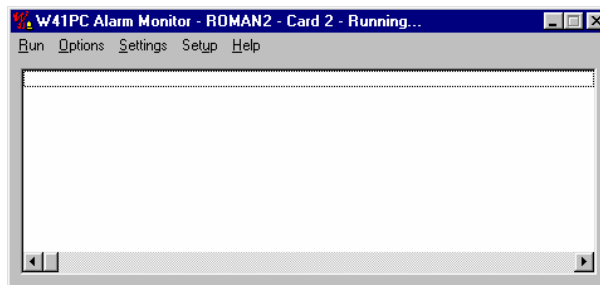 W41PC Alarm Monitor - ROMAN2 - Card 2 - Running...
Run Options Settings Setup Help